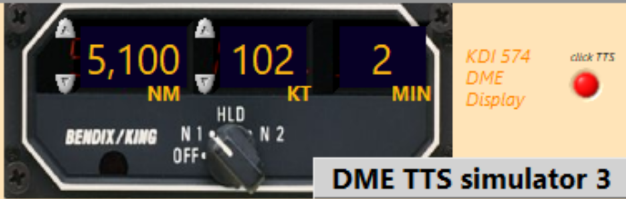 5,100 NM
102 KT
2 MIN
KDI 574
DME
Display
click TTS
BENDIX/KING
HLD
N 1 N 2
OFF
DME TTS simulator 3